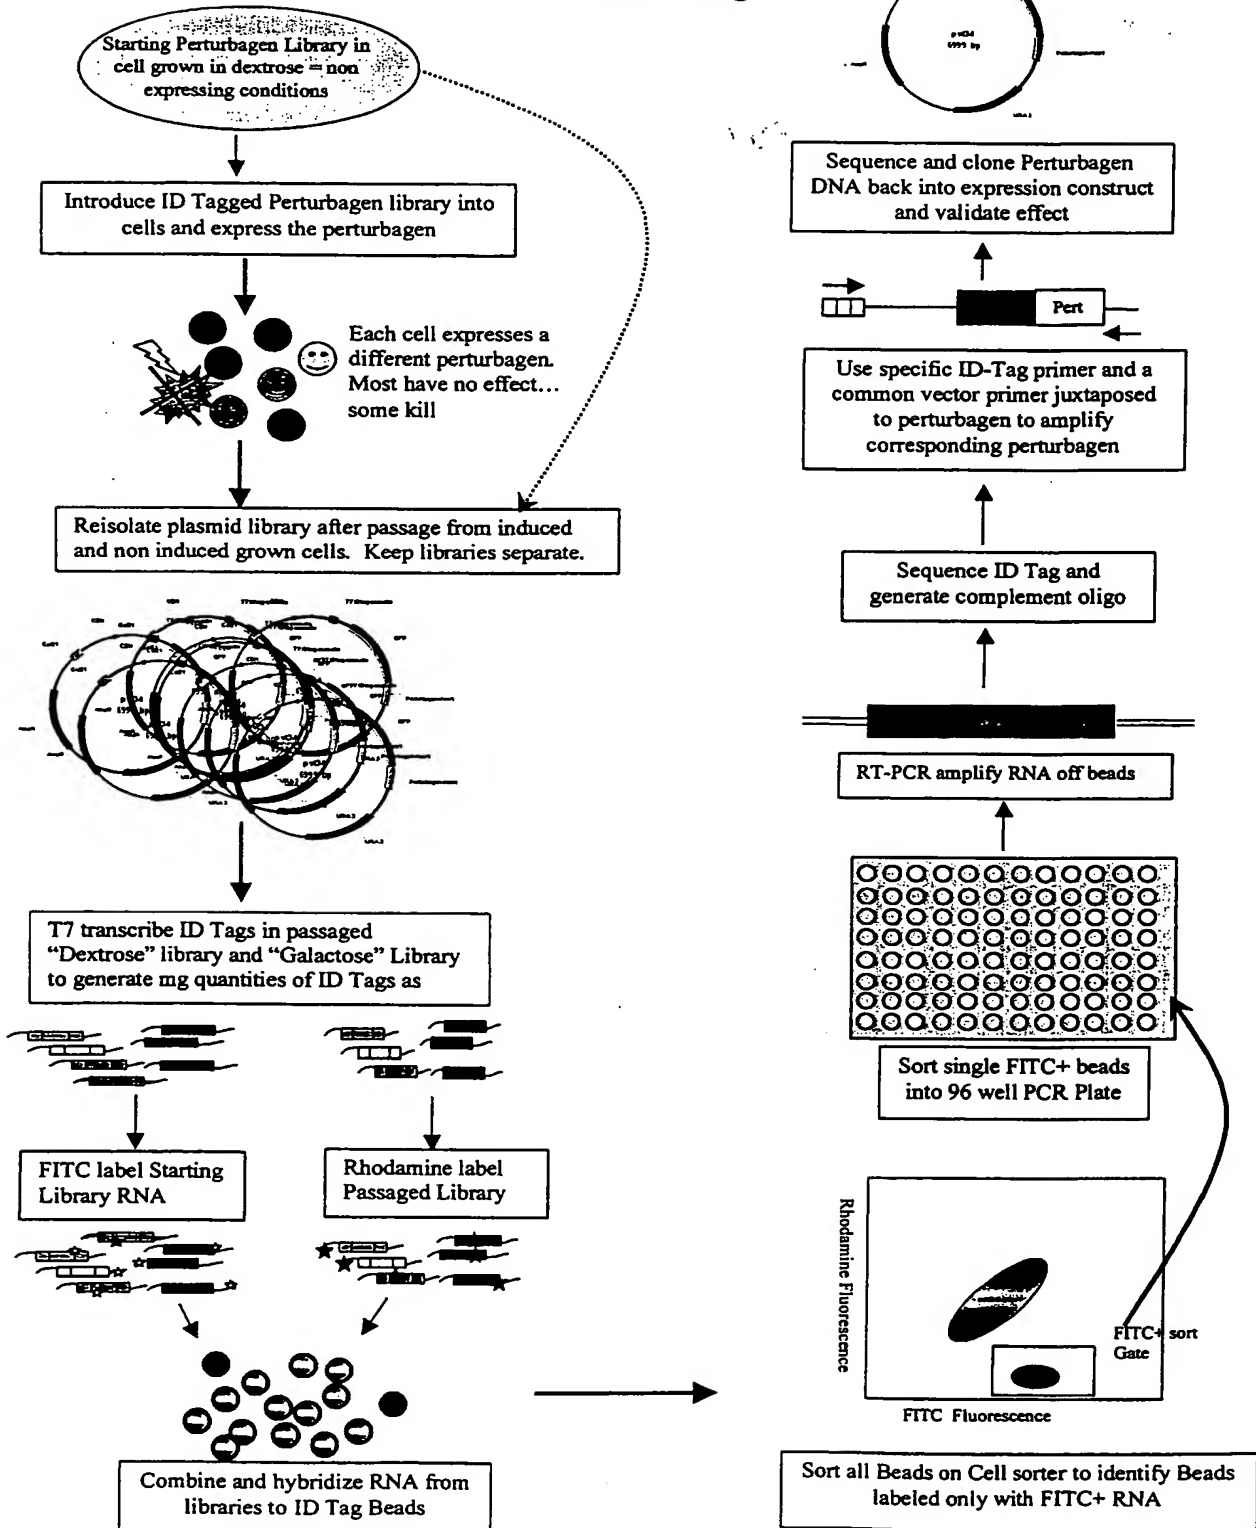 Starting Perturbagen Library in
cell grown in dextrose = non
expressing conditions
Introduce ID Tagged Perturbagen library into
cells and express the perturbagen
Each cell expresses a
different perturbagen.
Most have no effect…
some kill
Reisolate plasmid library after passage from induced
and non induced grown cells. Keep libraries separate.
T7 transcribe ID Tags in passaged
“Dextrose” library and “Galactose” Library
to generate mg quantities of ID Tags as
FITC label Starting
Library RNA
Rhodamine label
Passaged Library
Combine and hybridize RNA from
libraries to ID Tag Beads
Sort all Beads on Cell sorter to identify Beads
labeled only with FITC+ RNA
Rhodamine Fluorescence
FITC Fluorescence
FITC+ sort
Gate
Sort single FITC+ beads
into 96 well PCR Plate
RT-PCR amplify RNA off beads
Sequence ID Tag and
generate complement oligo
Use specific ID-Tag primer and a
common vector primer juxtaposed
to perturbagen to amplify
corresponding perturbagen
Pert
Sequence and clone Perturbagen
DNA back into expression construct
and validate effect
6999 bp